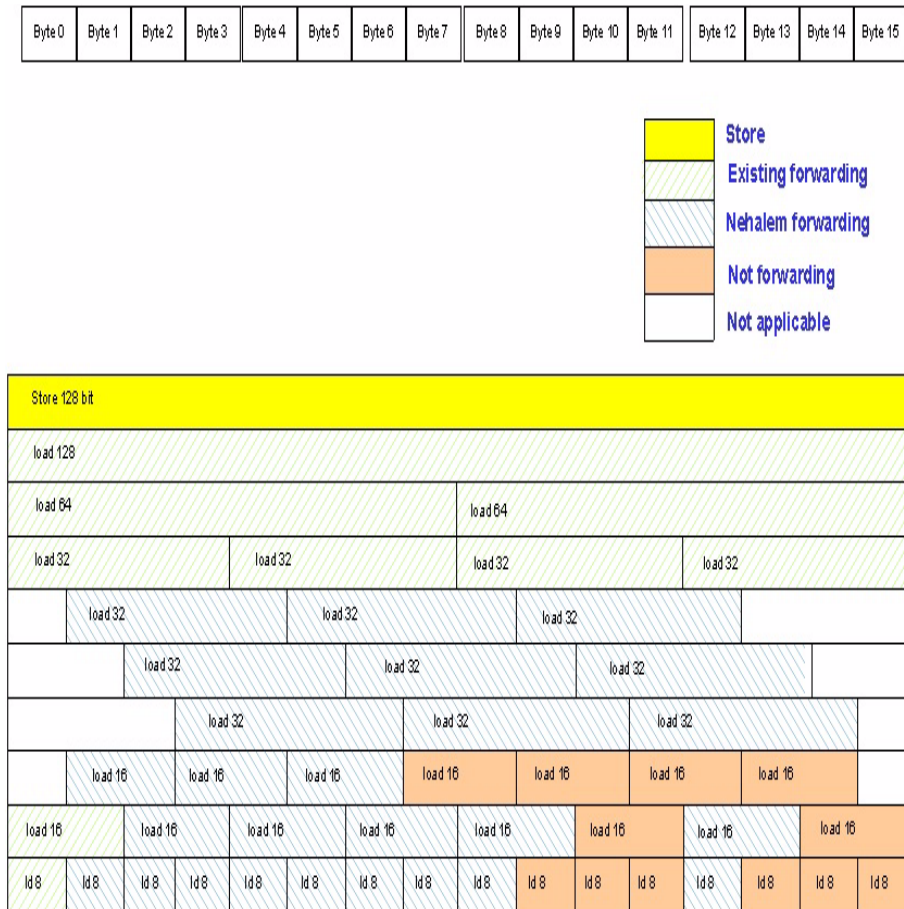 Byte 0 Byte 1 Byte 2 Byte 3 Byte 4 Byte 5 Byte 6 Byte 7 Byte 8 Byte 9 Byte 10 Byte 11 Byte 12 Byte 13 Byte 14 Byte 15
Store
Existing forwarding
Nehalem forwarding
Not forwarding
Not applicable
Store 128 bit
load 128
load 64 load 64
load 32 load 32 load 32 load 32
load 32 load 32 load 32
load 32 load 32 load 32
load 32 load 32 load 32
load 16 load 16 load 16 load 16 load 16 load 16 load 16
load 16 load 16 load 16 load 16 load 16 load 16 load 16 load 16
ld 8 ld 8 ld 8 ld 8 ld 8 ld 8 ld 8 ld 8 ld 8 ld 8 ld 8 ld 8 ld 8 ld 8 ld 8 ld 8